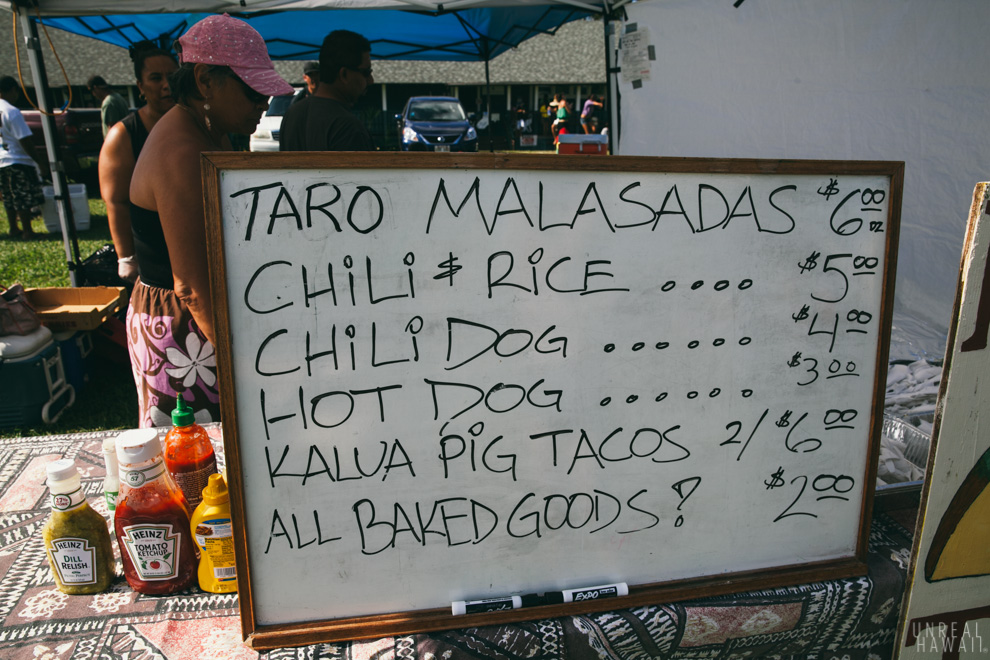 TARO MALASADAS $6.00 DZ
CHiLi & RiCE .... $5.00
CHiLi DOG ...... $4.00
HOT DOG ...... $3.00
KALUA PiG TACOS 2/$6.00
ALL BAKED GOODS? $2.00
EXPO
HEINZ
DILL
RELISH
57
HEINZ
TOMATO
KETCHUP
UNREAL
HAWAII